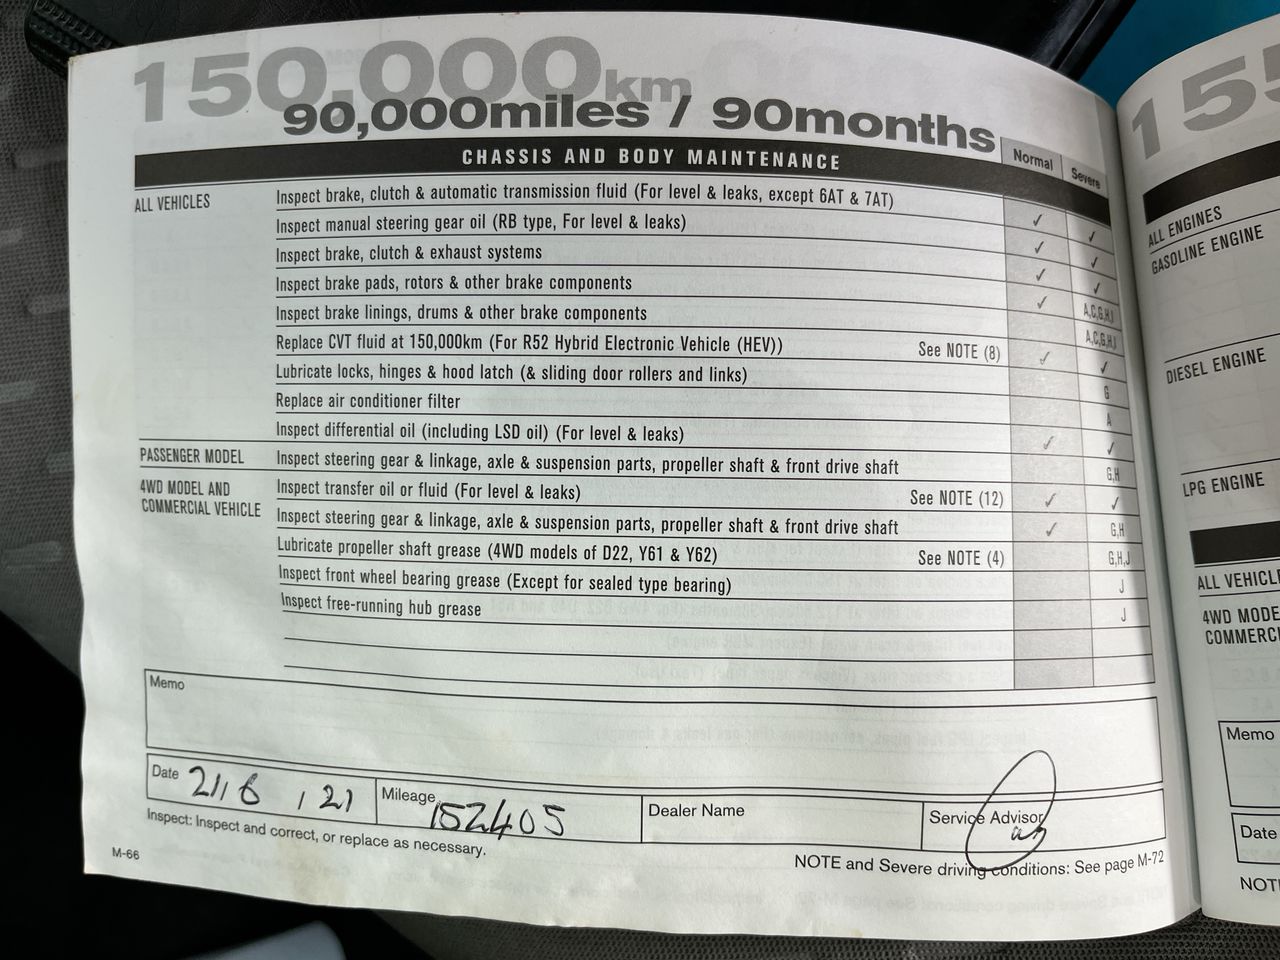 150,000km
90,000miles / 90months
CHASSIS AND BODY MAINTENANCE Normal Severe
ALL VEHICLES Inspect brake, clutch & automatic transmission fluid (For level & leaks, except 6AT & 7AT) ✓ ✓
Inspect manual steering gear oil (RB type, For level & leaks) ✓ ✓
Inspect brake, clutch & exhaust systems ✓ ✓
Inspect brake pads, rotors & other brake components ✓ A,C,G,H,J
Inspect brake linings, drums & other brake components A,C,G,H,J
Replace CVT fluid at 150,000km (For R52 Hybrid Electronic Vehicle (HEV)) See NOTE (8) ✓ ✓
Lubricate locks, hinges & hood latch (& sliding door rollers and links) G
Replace air conditioner filter A
Inspect differential oil (including LSD oil) (For level & leaks) ✓ ✓
PASSENGER MODEL Inspect steering gear & linkage, axle & suspension parts, propeller shaft & front drive shaft G,H
4WD MODEL AND COMMERCIAL VEHICLE Inspect transfer oil or fluid (For level & leaks) See NOTE (12) ✓ ✓
Inspect steering gear & linkage, axle & suspension parts, propeller shaft & front drive shaft ✓ G,H
Lubricate propeller shaft grease (4WD models of D22, Y61 & Y62) See NOTE (4) G,H,J
Inspect front wheel bearing grease (Except for sealed type bearing) J
Inspect free-running hub grease J
Memo
Date 21, 6 , 21 Mileage 152405 Dealer Name Service Advisor
Inspect: Inspect and correct, or replace as necessary.
NOTE and Severe driving conditions: See page M-72
M-66
155
ALL ENGINES
GASOLINE ENGINE
DIESEL ENGINE
LPG ENGINE
ALL VEHICL
4WD MODE
COMMERCI
Memo
Date
NOT